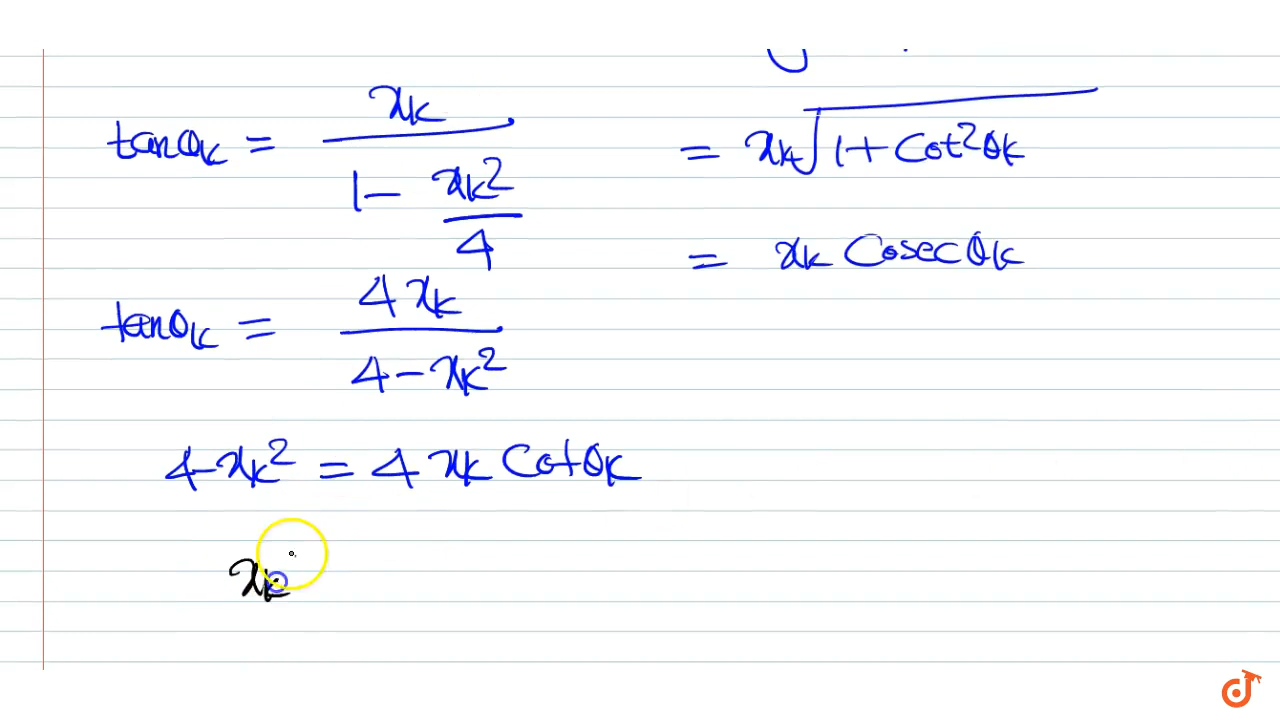 tanθk = xk / (1 - xk² / 4)
tanθk = 4xk / (4 - xk²)
4-xk² = 4xk Cotθk
xk
= xk√(1+Cot²θk)
= xk Cosecθk